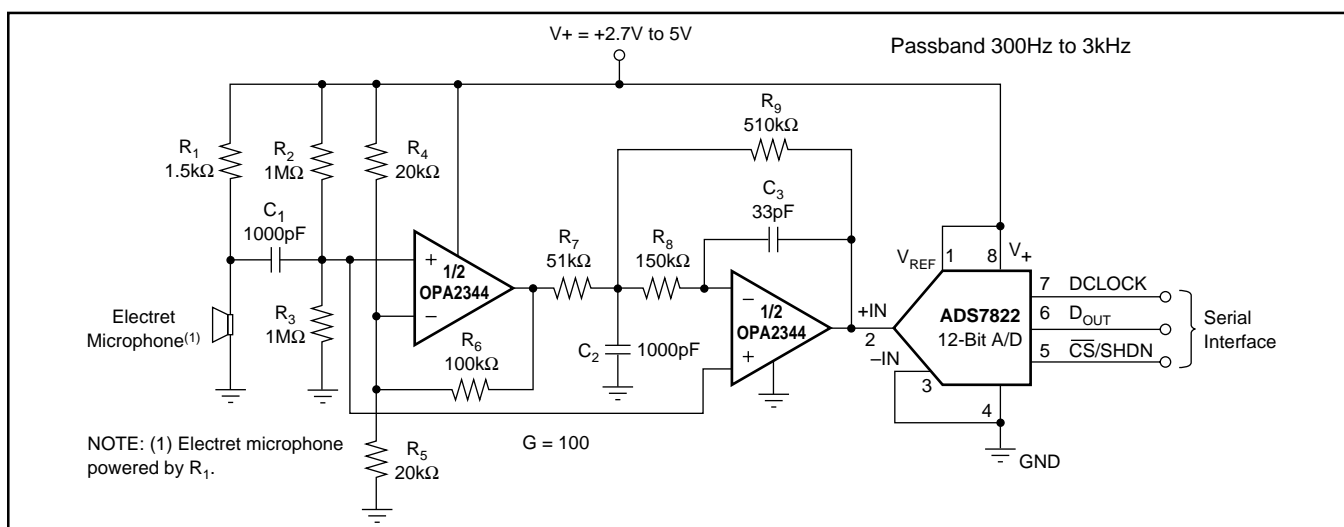 V+ = +2.7V to 5V
Passband 300Hz to 3kHz
R9
510kΩ
R1
1.5kΩ
R2
1MΩ
R4
20kΩ
C3
33pF
C1
1000pF
R7
51kΩ
R8
150kΩ
VREF
1
8
V+
+
1/2
OPA2344
−
7
DCLOCK
Electret
Microphone(1)
R3
1MΩ
−
1/2
OPA2344
+
+IN
2
−IN
ADS7822
12-Bit A/D
6
DOUT
Serial
Interface
R6
100kΩ
C2
1000pF
5
CS/SHDN
3
4
NOTE: (1) Electret microphone
powered by R1.
R5
20kΩ
G = 100
GND